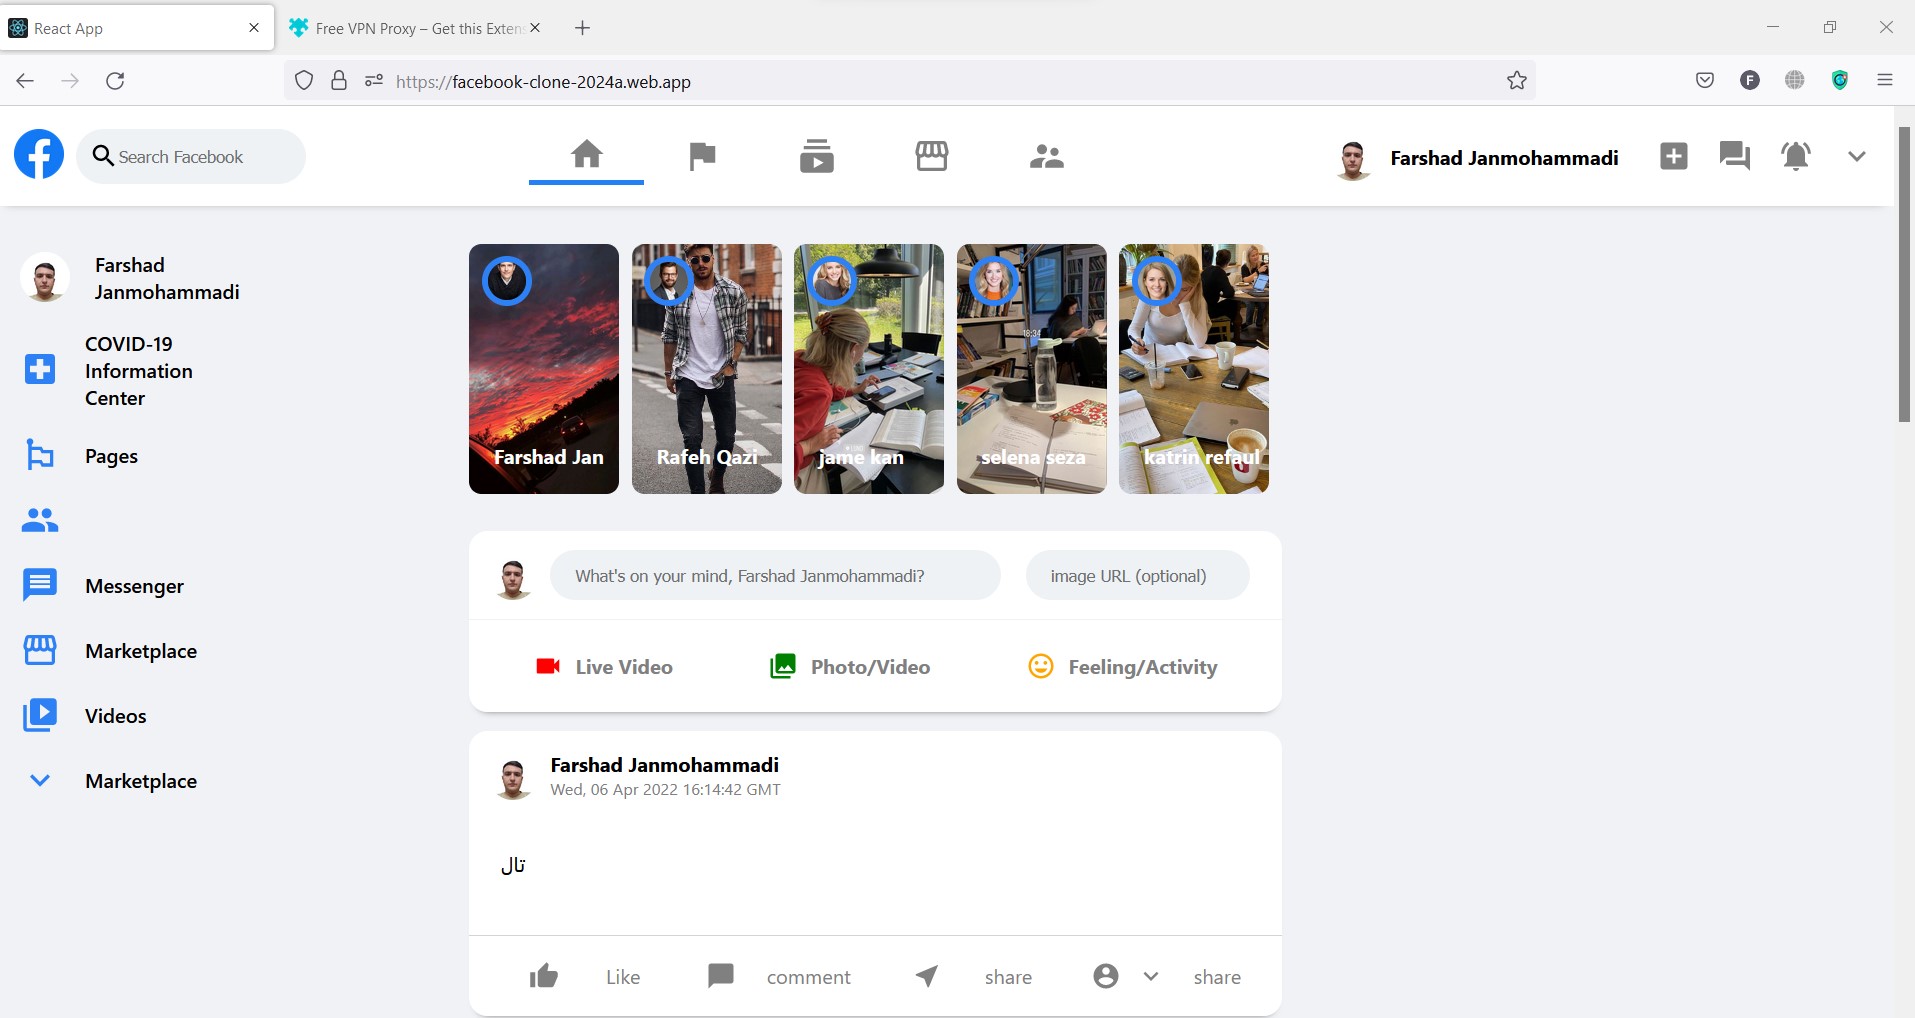 React App
Free VPN Proxy – Get this Exten
https://facebook-clone-2024a.web.app
Search Facebook
Farshad Janmohammadi
Farshad
Janmohammadi
COVID-19
Information
Center
Pages
Messenger
Marketplace
Videos
Marketplace
Farshad Jan
Rafeh Qazi
jame kan
selena seza
18:34
katrin refaul
What's on your mind, Farshad Janmohammadi?
image URL (optional)
Live Video
Photo/Video
Feeling/Activity
Farshad Janmohammadi
Wed, 06 Apr 2022 16:14:42 GMT
تال
Like
comment
share
share